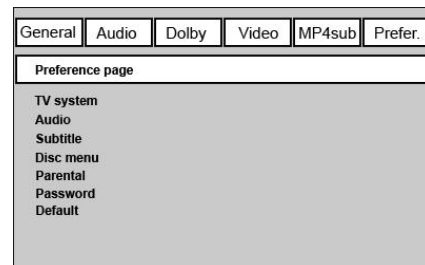 General Audio Dolby Video MP4sub Prefer.
Preference page
TV system
Audio
Subtitle
Disc menu
Parental
Password
Default